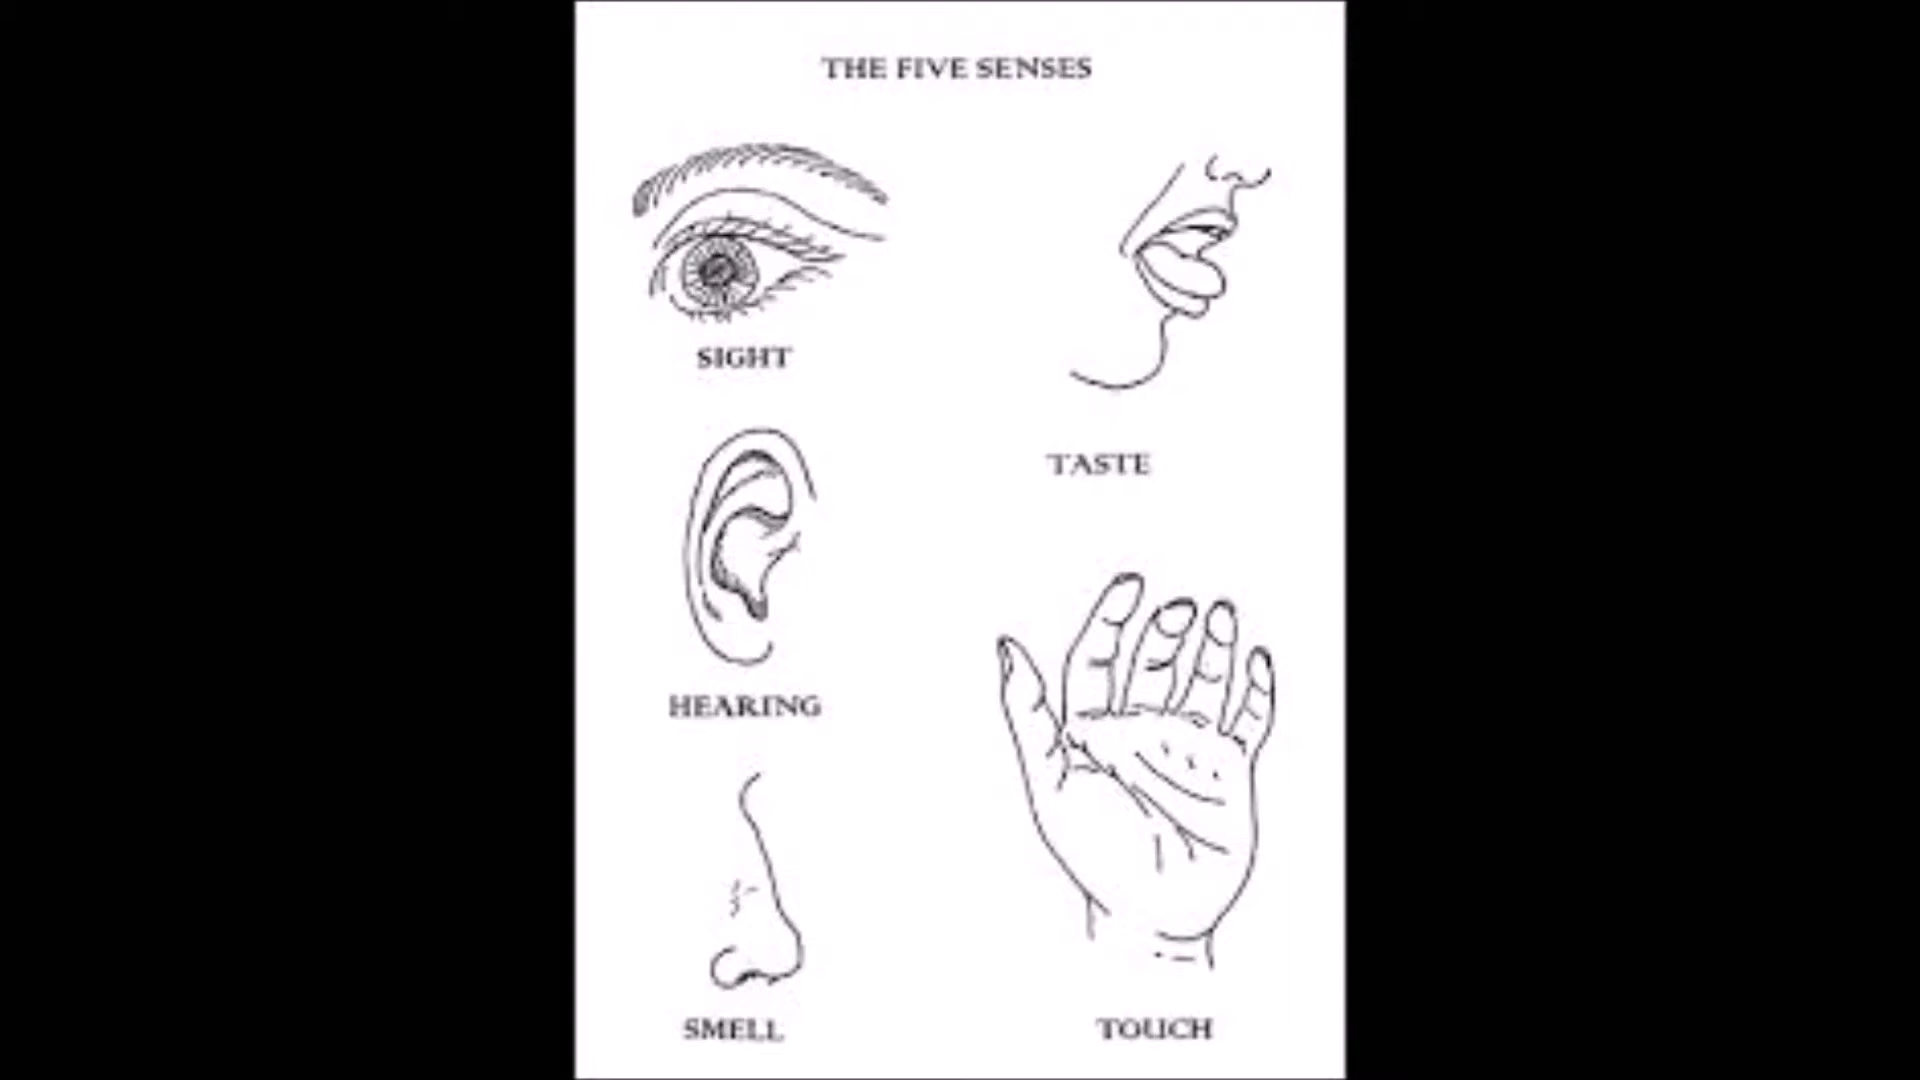 THE FIVE SENSES
SIGHT
TASTE
HEARING
SMELL
TOUCH